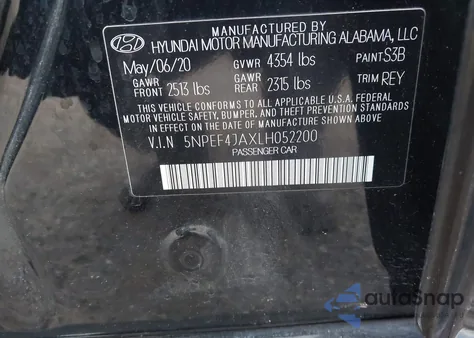 MANUFACTURED BY
HYUNDAI MOTOR MANUFACTURING ALABAMA, LLC
May/06/20 GVWR 4354 lbs PAINT S3B
GAWR FRONT 2513 lbs GAWR REAR 2315 lbs TRIM REY
THIS VEHICLE CONFORMS TO ALL APPLICABLE U.S.A. FEDERAL
MOTOR VEHICLE SAFETY, BUMPER, AND THEFT PREVENTION STANDARDS
IN EFFECT ON THE DATE OF MANUFACTURE SHOWN ABOVE.
V.I.N 5NPEF4JAXLH052200
PASSENGER CAR
autoSnap